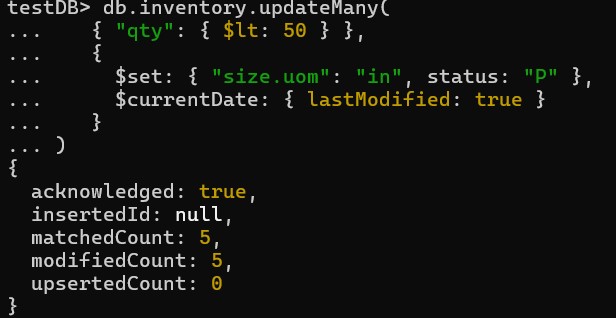 testDB> db.inventory.updateMany(
...     { "qty": { $lt: 50 } },
...     {
...       $set: { "size.uom": "in", status: "P" },
...       $currentDate: { lastModified: true }
...     }
... )
{
  acknowledged: true,
  insertedId: null,
  matchedCount: 5,
  modifiedCount: 5,
  upsertedCount: 0
}